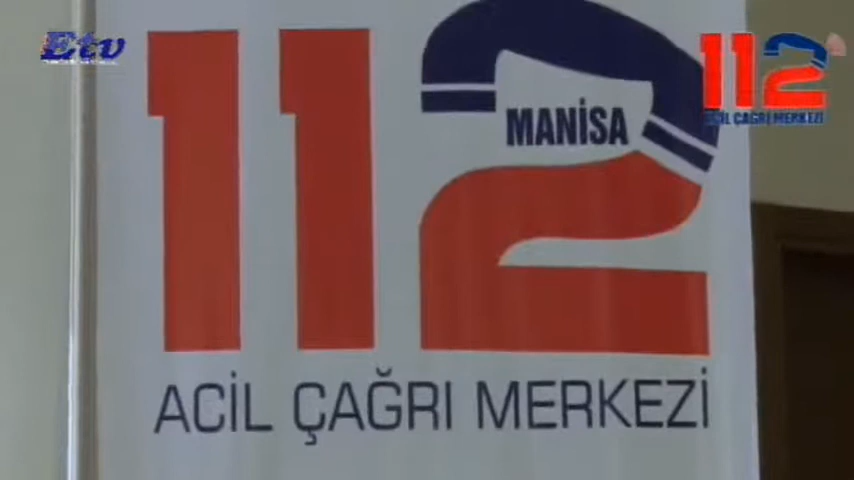 Etv
112
MANİSA
ACİL ÇAĞRI MERKEZİ
112
ACİL ÇAĞRI MERKEZİ